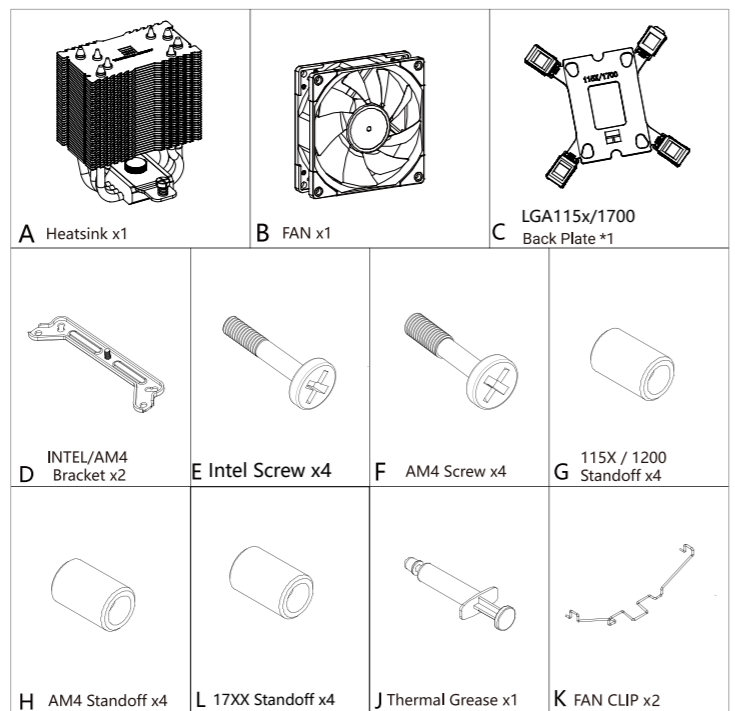 115X/1700
A Heatsink x1
B FAN x1
C LGA115x/1700
Back Plate *1
D INTEL/AM4
Bracket x2
E Intel Screw x4
F AM4 Screw x4
G 115X / 1200
Standoff x4
H AM4 Standoff x4
L 17XX Standoff x4
J Thermal Grease x1
K FAN CLIP x2